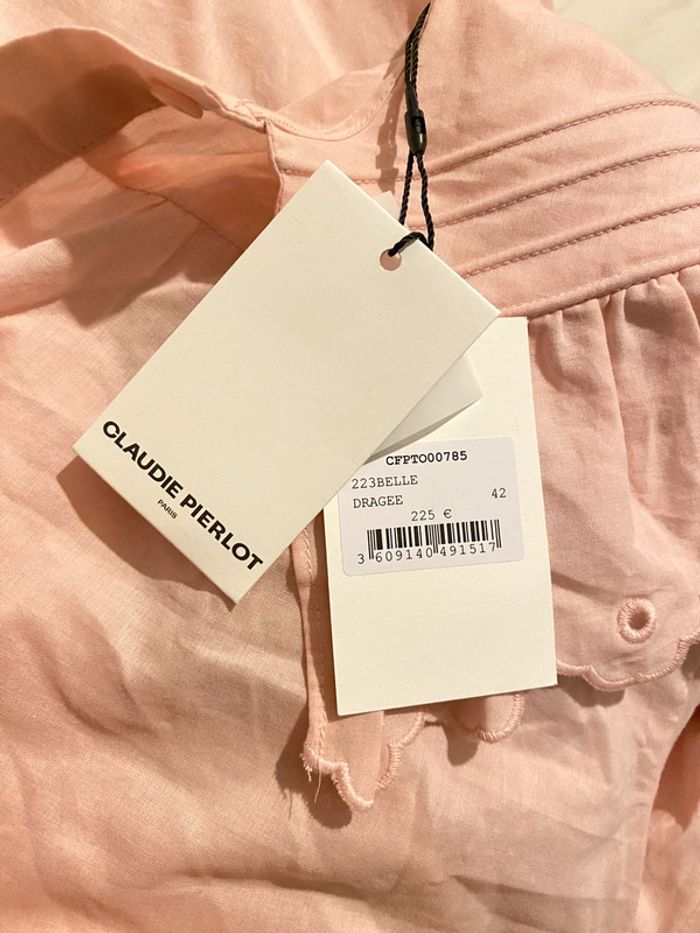 CLAUDIE PIERLOT
PARIS
CFPTO00785
223BELLE
DRAGEE 42
225 €
3 609140 491517